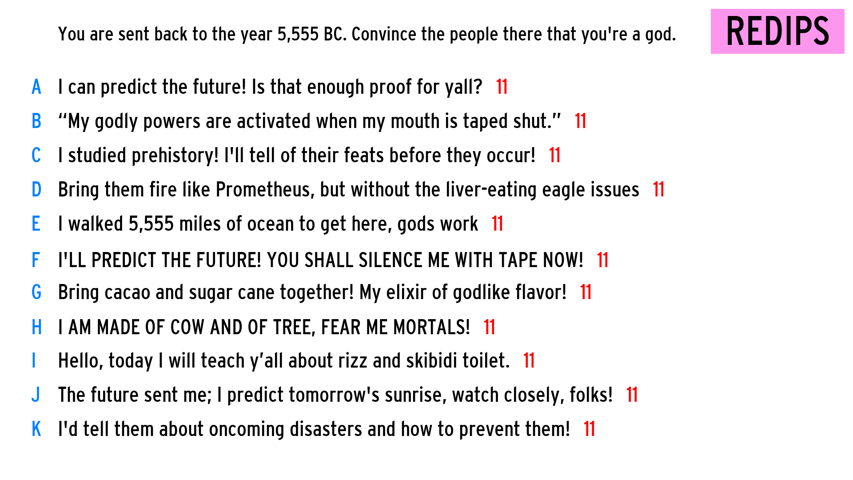 You are sent back to the year 5,555 BC. Convince the people there that you're a god.
REDIPS
A I can predict the future! Is that enough proof for yall? 11
B “My godly powers are activated when my mouth is taped shut.” 11
C I studied prehistory! I'll tell of their feats before they occur! 11
D Bring them fire like Prometheus, but without the liver-eating eagle issues 11
E I walked 5,555 miles of ocean to get here, gods work 11
F I'LL PREDICT THE FUTURE! YOU SHALL SILENCE ME WITH TAPE NOW! 11
G Bring cacao and sugar cane together! My elixir of godlike flavor! 11
H I AM MADE OF COW AND OF TREE, FEAR ME MORTALS! 11
I Hello, today I will teach y’all about rizz and skibidi toilet. 11
J The future sent me; I predict tomorrow's sunrise, watch closely, folks! 11
K I'd tell them about oncoming disasters and how to prevent them! 11